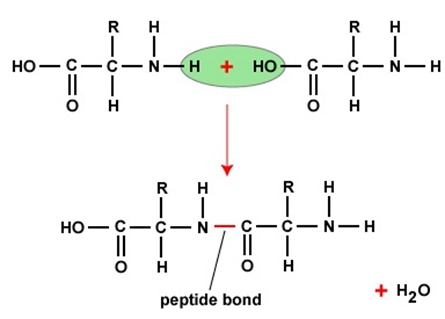 R H R H
HO C C N H + HO C C N H
O H O H
R H R H
HO C C N C C N H
O H O H
peptide bond
+ H₂O